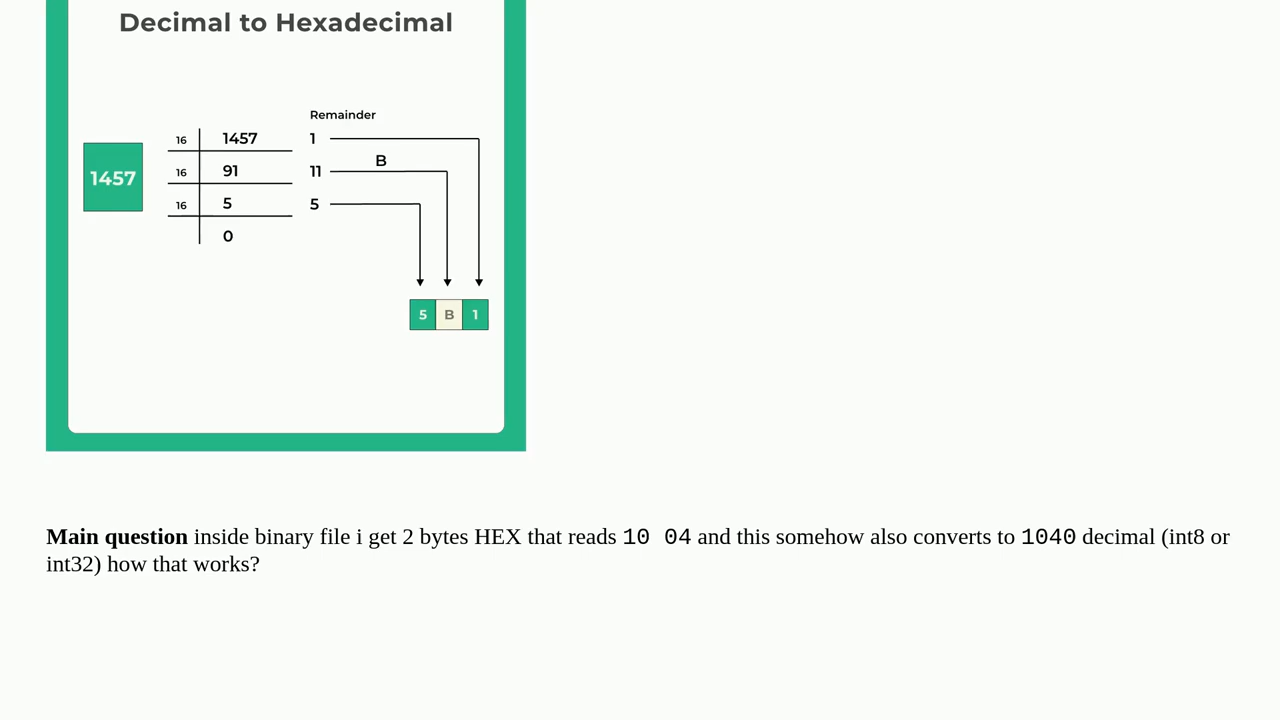 Decimal to Hexadecimal
Remainder
16 1457 1
B
1457
16 91 11
16 5 5
0
5 B 1
Main question inside binary file i get 2 bytes HEX that reads 10 04 and this somehow also converts to 1040 decimal (int8 or
int32) how that works?